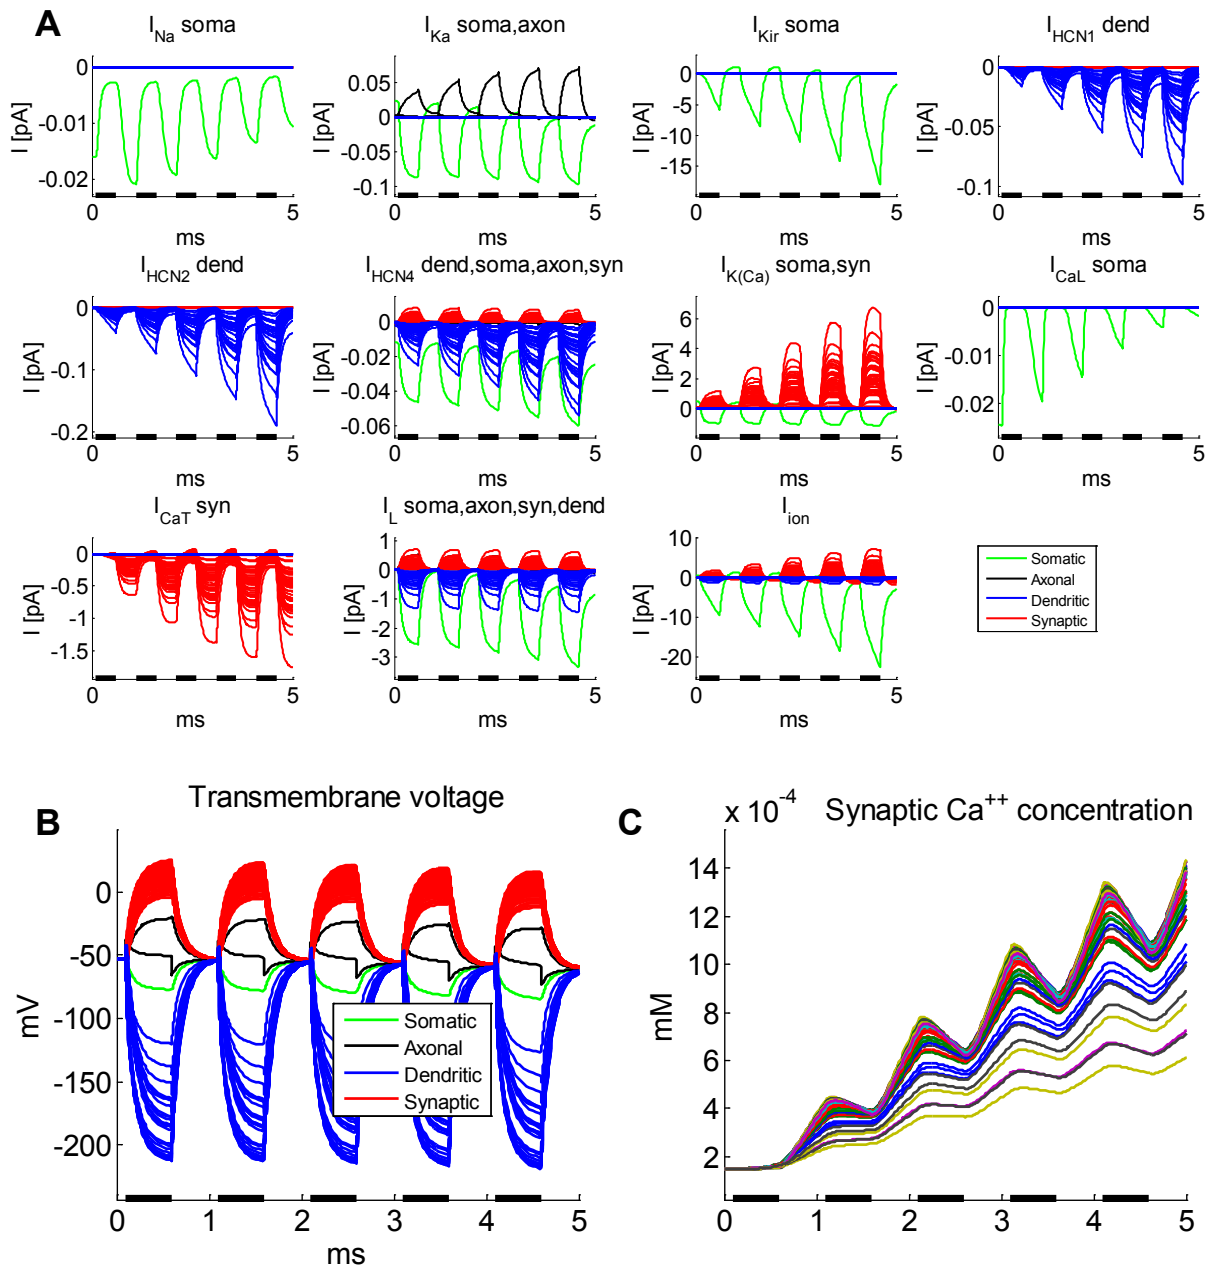 A
I_Na soma
I_Ka soma,axon
I_Kir soma
I_HCN1 dend
I [pA]
0
-0.01
-0.02
0
5
ms
I [pA]
0.05
0
-0.05
-0.1
0
5
ms
I [pA]
0
-5
-10
-15
0
5
ms
I [pA]
0
-0.05
-0.1
0
5
ms
I_HCN2 dend
I_HCN4 dend,soma,axon,syn
I_K(Ca) soma,syn
I_CaL soma
I [pA]
0
-0.1
-0.2
0
5
ms
I [pA]
0
-0.02
-0.04
-0.06
0
5
ms
I [pA]
6
4
2
0
0
5
ms
I [pA]
0
-0.01
-0.02
0
5
ms
I_CaT syn
I_L soma,axon,syn,dend
I_ion
I [pA]
0
-0.5
-1
-1.5
0
5
ms
I [pA]
1
0
-1
-2
-3
0
5
ms
I [pA]
10
0
-10
-20
0
5
ms
Somatic
Axonal
Dendritic
Synaptic
B
Transmembrane voltage
mV
0
-50
-100
-150
-200
0 1 2 3 4 5
ms
Somatic
Axonal
Dendritic
Synaptic
C
x 10^-4
Synaptic Ca^++ concentration
mM
14
12
10
8
6
4
2
0 1 2 3 4 5
ms